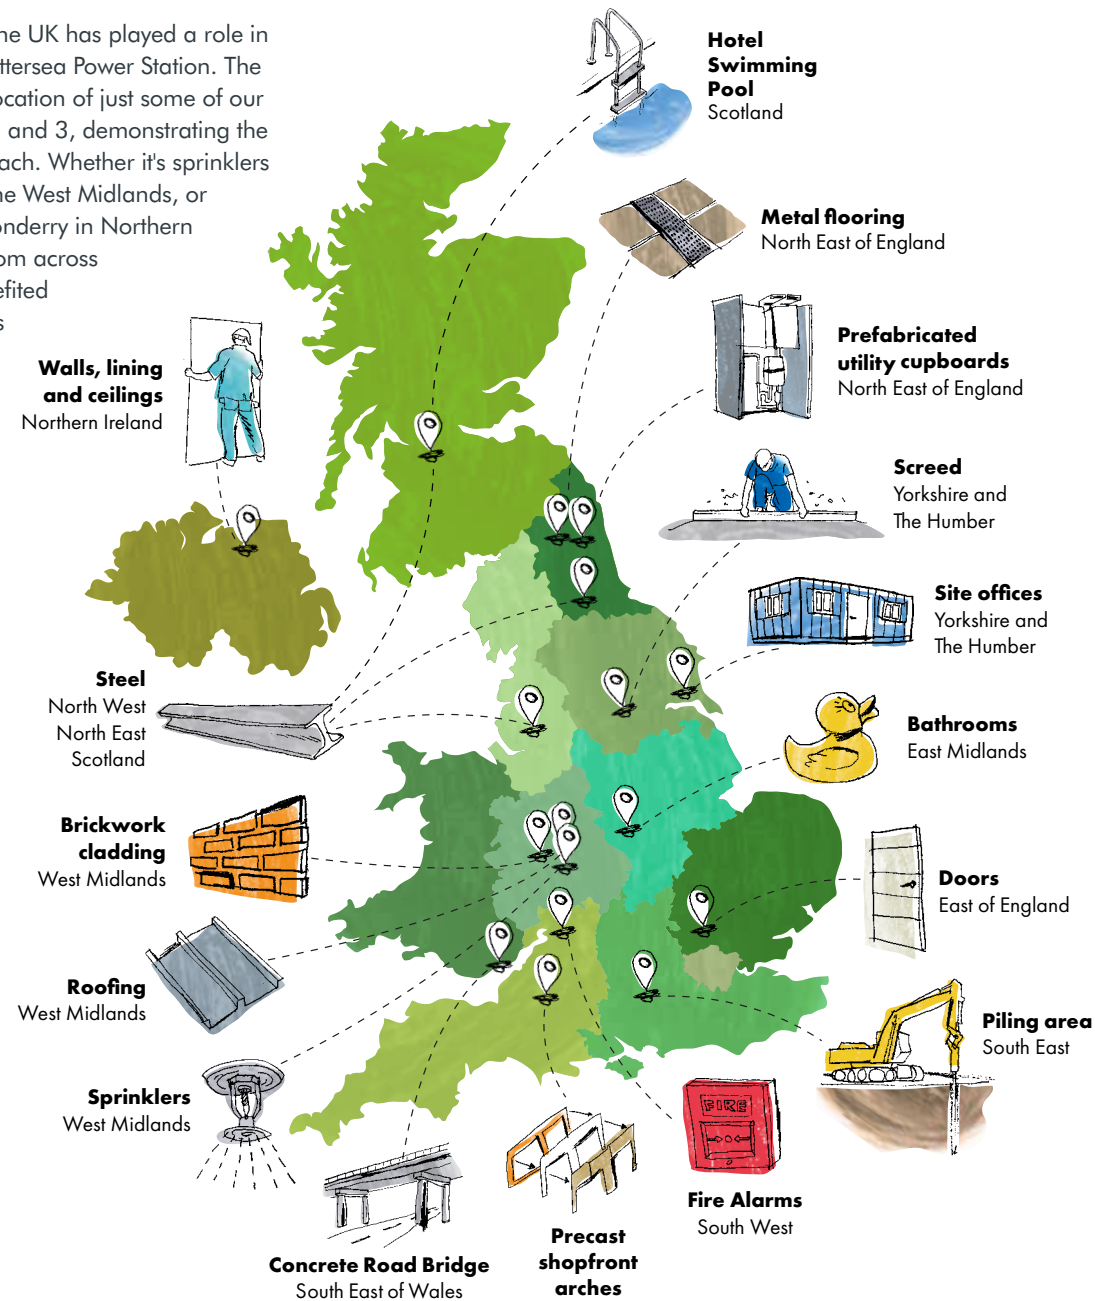 he UK has played a role in
ttersea Power Station. The
ocation of just some of our
and 3, demonstrating the
ach. Whether it's sprinklers
he West Midlands, or
onderry in Northern
om across
efited
s
Hotel
Swimming
Pool
Scotland
Metal flooring
North East of England
Prefabricated
utility cupboards
North East of England
Walls, lining
and ceilings
Northern Ireland
Screed
Yorkshire and
The Humber
Site offices
Yorkshire and
The Humber
Steel
North West
North East
Scotland
Bathrooms
East Midlands
Brickwork
cladding
West Midlands
Doors
East of England
Roofing
West Midlands
Piling area
South East
Sprinklers
West Midlands
FIRE
Fire Alarms
South West
Precast
shopfront
arches
Concrete Road Bridge
South East of Wales